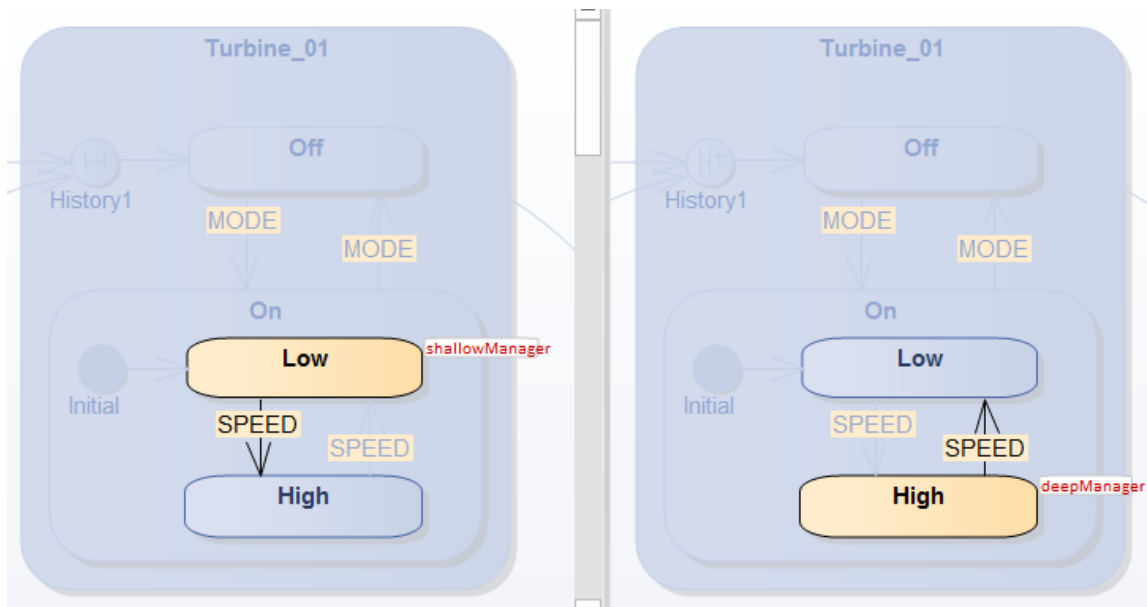 Turbine_01
H
Off
History1
MODE
MODE
On
Low
shallowManager
Initial
SPEED
SPEED
High
Turbine_01
H*
Off
History1
MODE
MODE
On
Low
Initial
SPEED
SPEED
High
deepManager